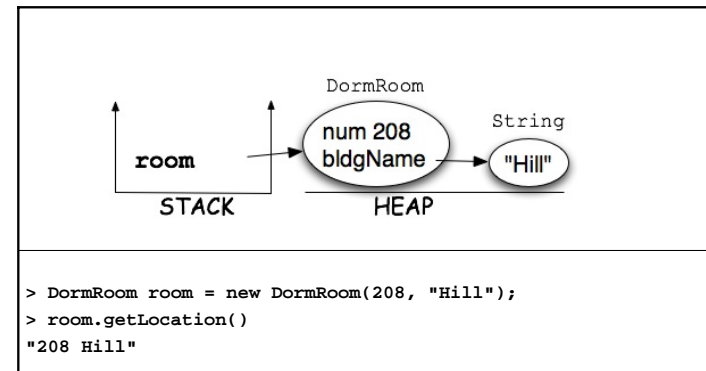 DormRoom
String
num 208
room
bldgName
"Hill"
STACK
HEAP
> DormRoom room = new DormRoom(208, "Hill");
> room.getLocation()
"208 Hill"